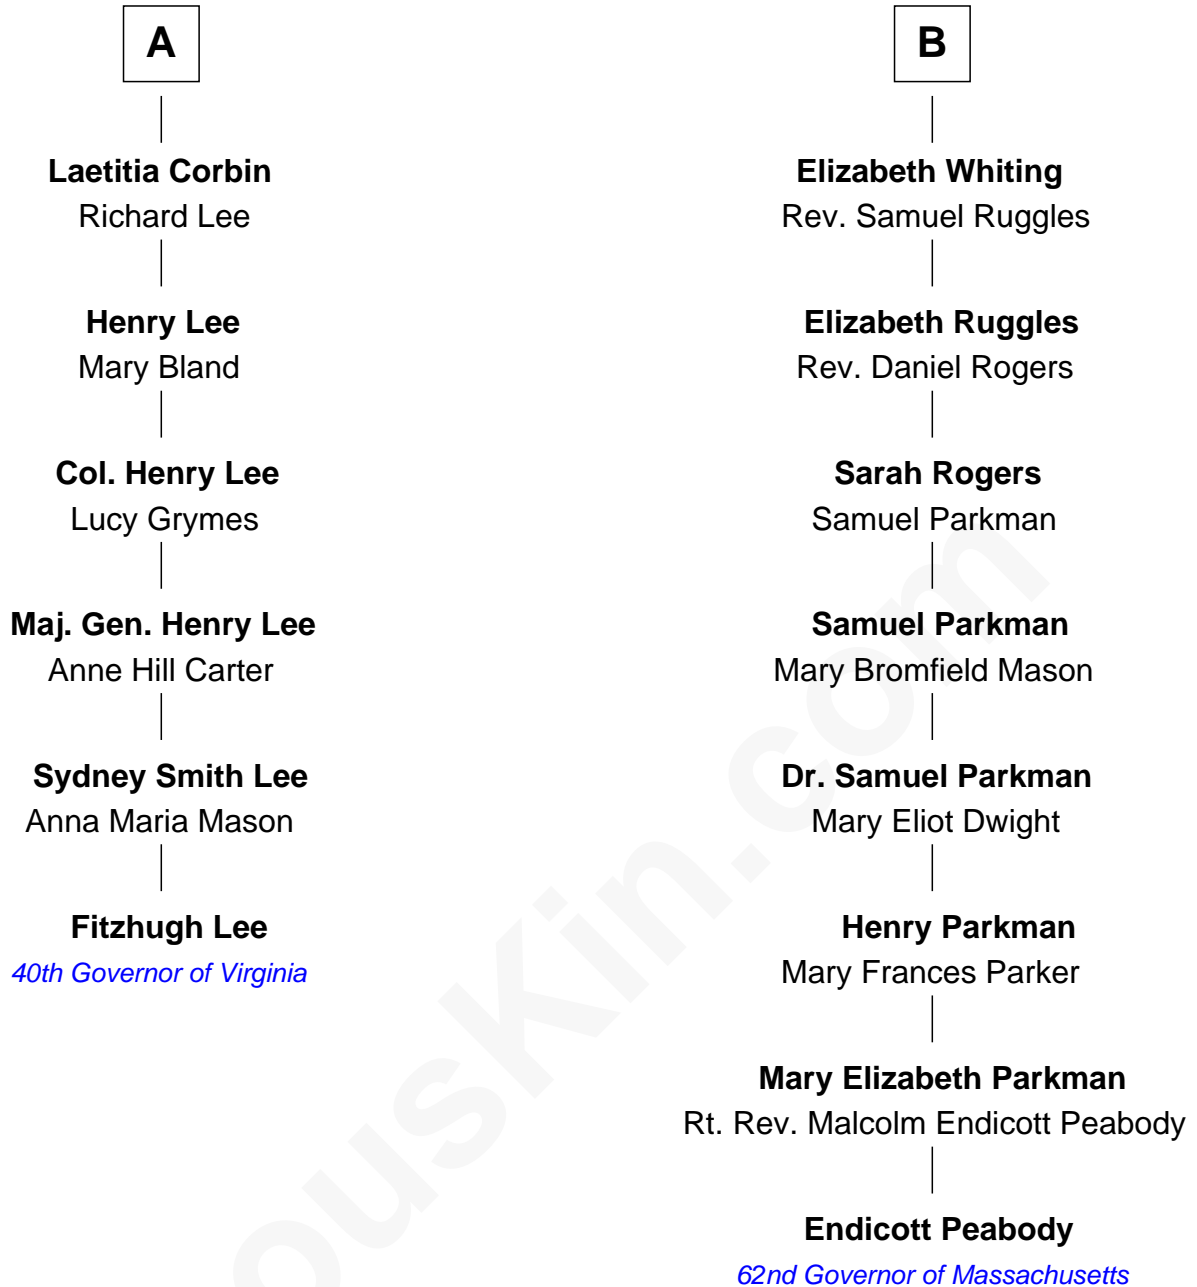 A
Laetitia Corbin
Richard Lee
Henry Lee
Mary Bland
Col. Henry Lee
Lucy Grymes
Maj. Gen. Henry Lee
Anne Hill Carter
Sydney Smith Lee
Anna Maria Mason
Fitzhugh Lee
40th Governor of Virginia
B
Elizabeth Whiting
Rev. Samuel Ruggles
Elizabeth Ruggles
Rev. Daniel Rogers
Sarah Rogers
Samuel Parkman
Samuel Parkman
Mary Bromfield Mason
Dr. Samuel Parkman
Mary Eliot Dwight
Henry Parkman
Mary Frances Parker
Mary Elizabeth Parkman
Rt. Rev. Malcolm Endicott Peabody
Endicott Peabody
62nd Governor of Massachusetts
ousKin.com